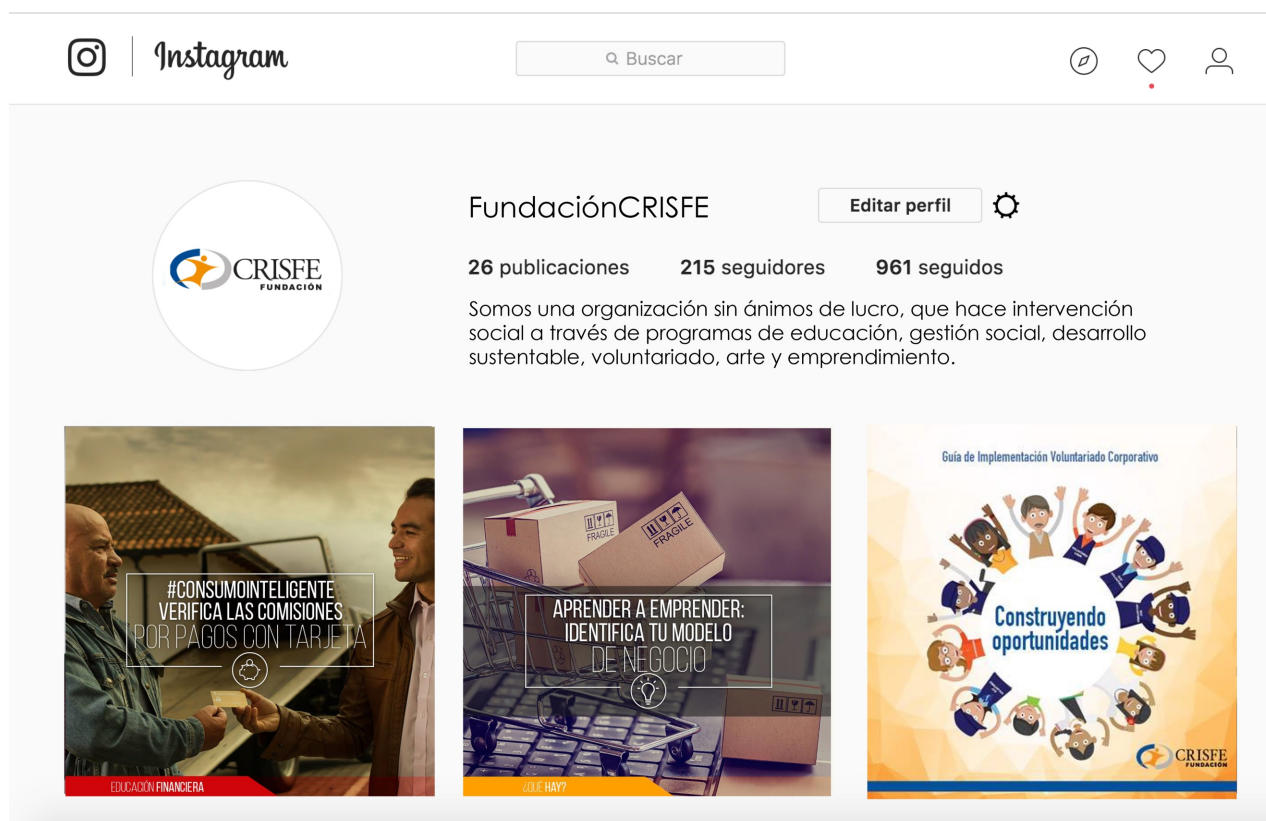 Instagram
Buscar
FundaciónCRISFE
Editar perfil
26 publicaciones 215 seguidores 961 seguidos
Somos una organización sin ánimos de lucro, que hace intervención
social a través de programas de educación, gestión social, desarrollo
sustentable, voluntariado, arte y emprendimiento.
CRISFE
FUNDACIÓN
#CONSUMOINTELIGENTE
VERIFICA LAS COMISIONES
POR PAGOS CON TARJETA
EDUCACIÓN FINANCIERA
FRAGILE
FRAGILE
APRENDER A EMPRENDER:
IDENTIFICA TU MODELO
DE NEGOCIO
¿QUÉ HAY?
Guía de Implementación Voluntariado Corporativo
Construyendo
oportunidades
CRISFE
FUNDACIÓN